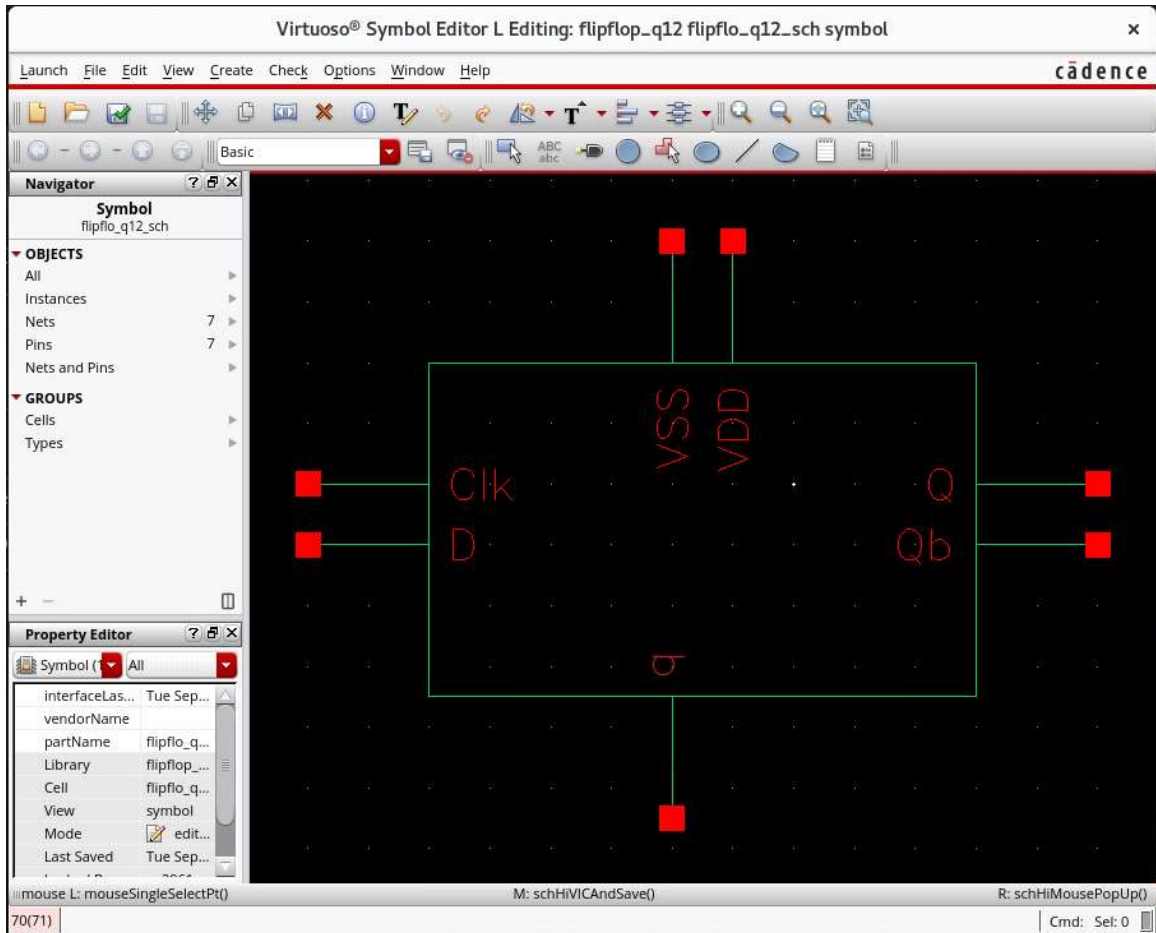 Virtuoso® Symbol Editor L Editing: flipflop_q12 flipflo_q12_sch symbol ×
Launch File Edit View Create Check Options Window Help cādence
Basic
ABC
abc
Navigator
Symbol
flipflo_q12_sch
OBJECTS
All
Instances
Nets 7
Pins 7
Nets and Pins
GROUPS
Cells
Types
VSS VDD
Clk Q
D Qb
q
Property Editor
Symbol (1 All
interfaceLas... Tue Sep...
vendorName
partName flipflo_q...
Library flipflop_...
Cell flipflo_q...
View symbol
Mode edit...
Last Saved Tue Sep...
mouse L: mouseSingleSelectPt() M: schHiVICAndSave() R: schHiMousePopUp()
70(71) Cmd: Sel: 0